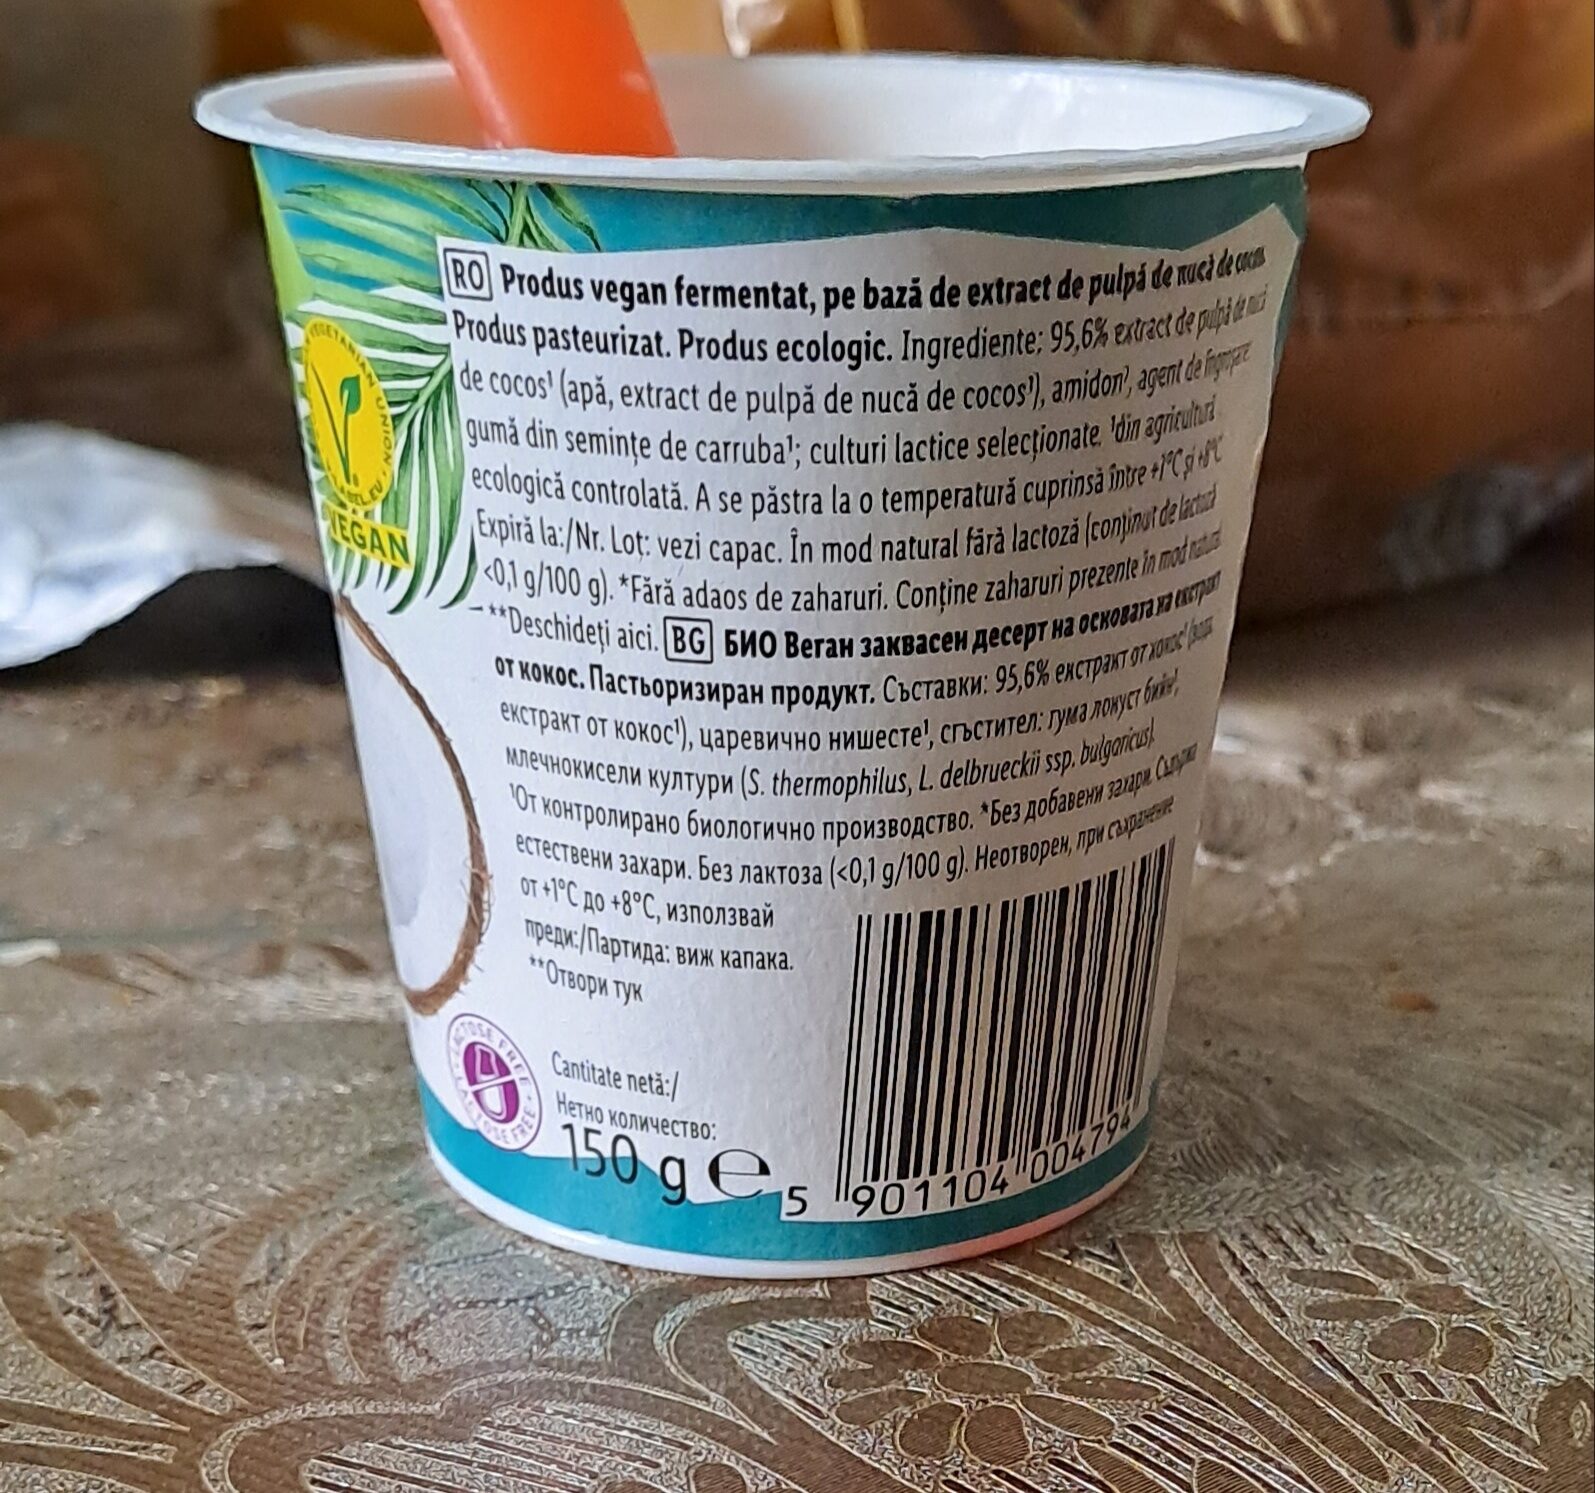 RO Produs vegan fermentat, pe bază de extract de pulpă de nucă de cocos.
Produs pasteurizat. Produs ecologic. Ingrediente: 95,6% extract de pulpă de nucă
de cocos¹ (apă, extract de pulpă de nucă de cocos¹), amidon¹, agent de îngroșare:
gumă din semințe de carruba¹; culturi lactice selecționate. ¹din agricultură
ecologică controlată. A se păstra la o temperatură cuprinsă între +1°C și +8°C
Expiră la:/Nr. Loț: vezi capac. În mod natural fără lactoză (conținut de lactoză
<0,1 g/100 g). *Fără adaos de zaharuri. Conține zaharuri prezente în mod natural.
**Deschideți aici. BG БИО Веган заквасен десерт на основата на екстракт
от кокос. Пастьоризиран продукт. Съставки: 95,6% екстракт от кокос¹ (вода,
екстракт от кокос¹), царевично нишесте¹, сгъстител: гума локуст бийн¹,
млечнокисели култури (S. thermophilus, L. delbrueckii ssp. bulgaricus).
¹От контролирано биологично производство. *Без добавени захари. Съдържа
естествени захари. Без лактоза (<0,1 g/100 g). Неотворен, при съхранение
от +1°C до +8°C, използвай
преди:/Партида: виж капака.
**Отвори тук
VEGETARIAN UNION
LABEL.EU
VEGAN
LACTOSE FREE
LACTOSE FREE
Cantitate netă:/
Нетно количество:
150 g e
5 901104 004794